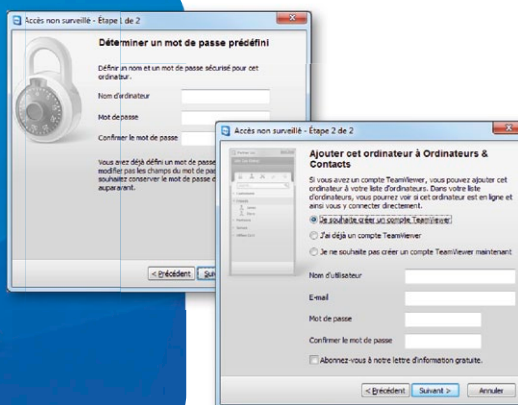 Accès non surveillé - Étape 1 de 2
Déterminer un mot de passe prédéfini
Définir un nom et un mot de passe sécurisé pour cet
ordinateur.
Nom d'ordinateur
Mot de passe
Confirmer le mot de passe
Vous avez déjà défini un mot de passe
modifier pas les champs du mot de pas
souhaitez conserver le mot de passe d
auparavant.
< Précédent
Sui
Accès non surveillé - Étape 2 de 2
Ajouter cet ordinateur à Ordinateurs &
Contacts
Si vous avez un compte TeamViewer, vous pouvez ajouter cet
ordinateur à votre liste d'ordinateurs. Dans votre liste
d'ordinateurs, vous pourrez voir si cet ordinateur est en ligne et
ainsi vous y connecter directement.
Je souhaite créer un compte TeamViewer
J'ai déjà un compte TeamViewer
Je ne souhaite pas créer un compte TeamViewer maintenant
Nom d'utilisateur
E-mail
Mot de passe
Confirmer le mot de passe
Abonnez-vous à notre lettre d'information gratuite.
< Précédent
Suivant >
Annuler